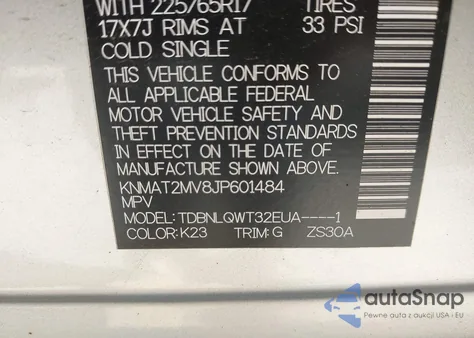 WITH 225/65R17 TIRES
17X7J RIMS AT 33 PSI
COLD SINGLE
THIS VEHICLE CONFORMS TO
ALL APPLICABLE FEDERAL
MOTOR VEHICLE SAFETY AND
THEFT PREVENTION STANDARDS
IN EFFECT ON THE DATE OF
MANUFACTURE SHOWN ABOVE.
KNMAT2MV8JP601484
MPV
MODEL: TDBNLQWT32EUA----1
COLOR: K23 TRIM: G ZS30A
autoSnap
Pewne auta z aukcji USA i EU